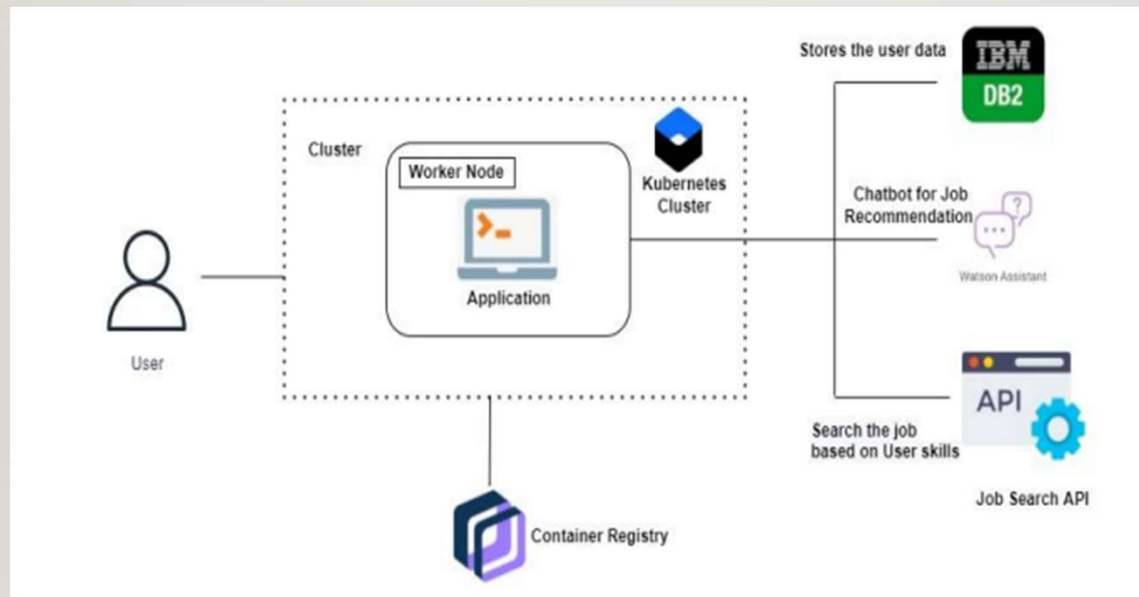 Stores the user data
IBM
DB2
Cluster
Worker Node
Kubernetes
Cluster
Application
Chatbot for Job
Recommendation
?
Watson Assistant
User
API
Search the job
based on User skills
Job Search API
Container Registry